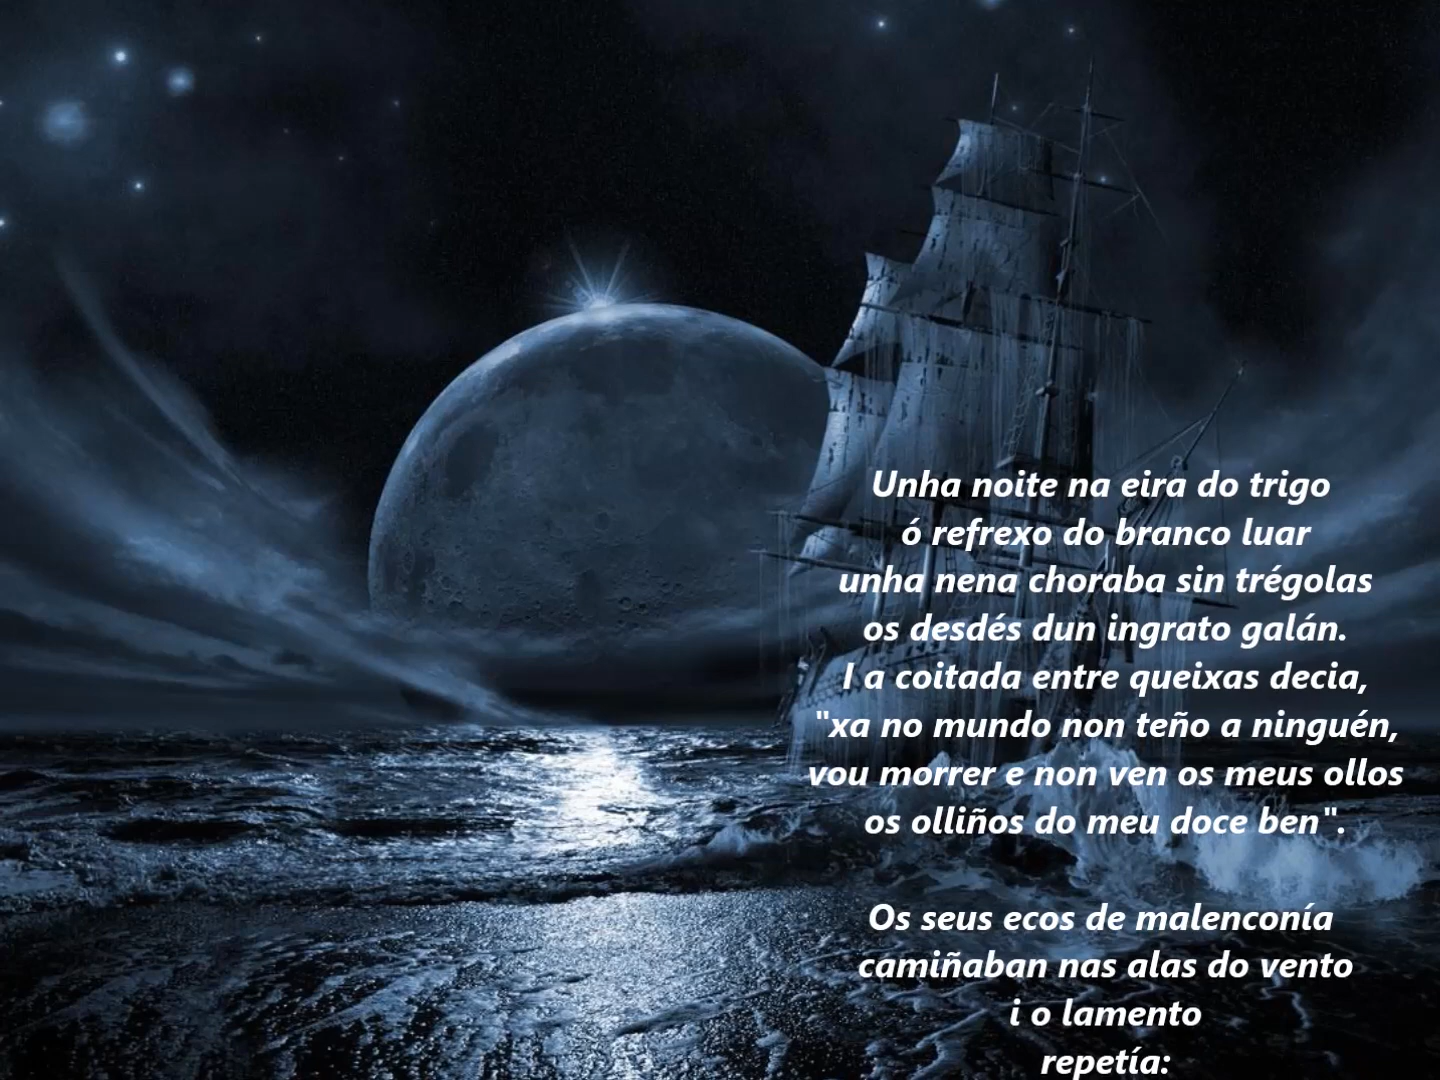 Unha noite na eira do trigo
ó refrexo do branco luar
unha nena choraba sin trégolas
os desdés dun ingrato galán.
I a coitada entre queixas decia,
"xa no mundo non teño a ninguén,
vou morrer e non ven os meus ollos
os olliños do meu doce ben".
Os seus ecos de malenconía
camiñaban nas alas do vento
i o lamento
repetía: